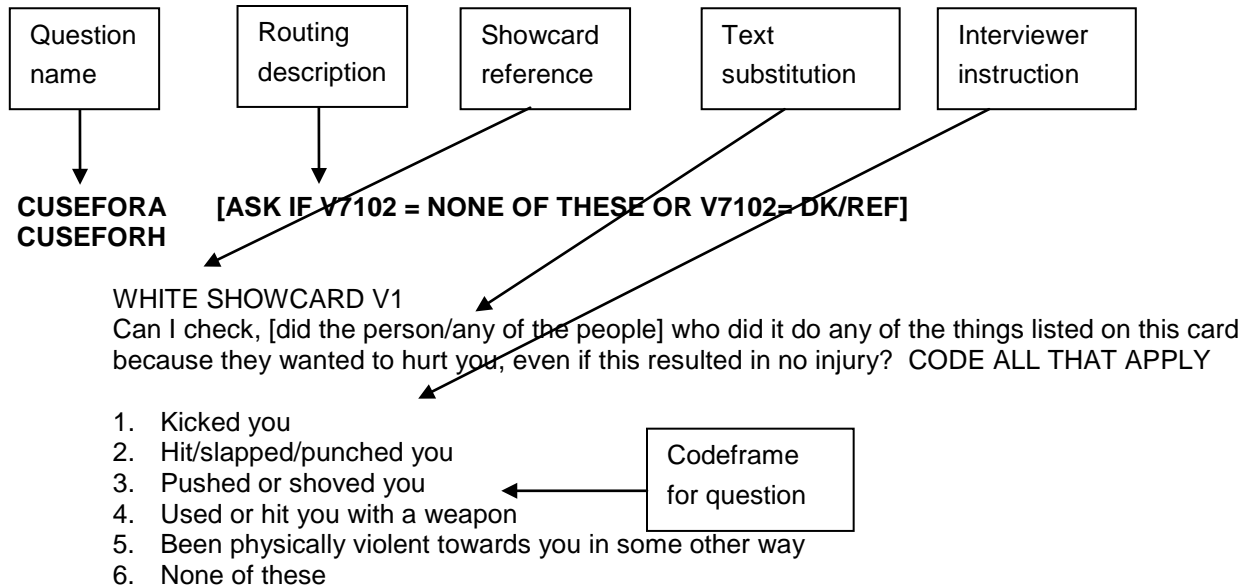 Question
name
Routing
description
Showcard
reference
Text
substitution
Interviewer
instruction
CUSEFORA [ASK IF V7102 = NONE OF THESE OR V7102= DK/REF]
CUSEFORH
WHITE SHOWCARD V1
Can I check, [did the person/any of the people] who did it do any of the things listed on this card
because they wanted to hurt you, even if this resulted in no injury? CODE ALL THAT APPLY
1. Kicked you
2. Hit/slapped/punched you
3. Pushed or shoved you
4. Used or hit you with a weapon
5. Been physically violent towards you in some other way
6. None of these
Codeframe
for question